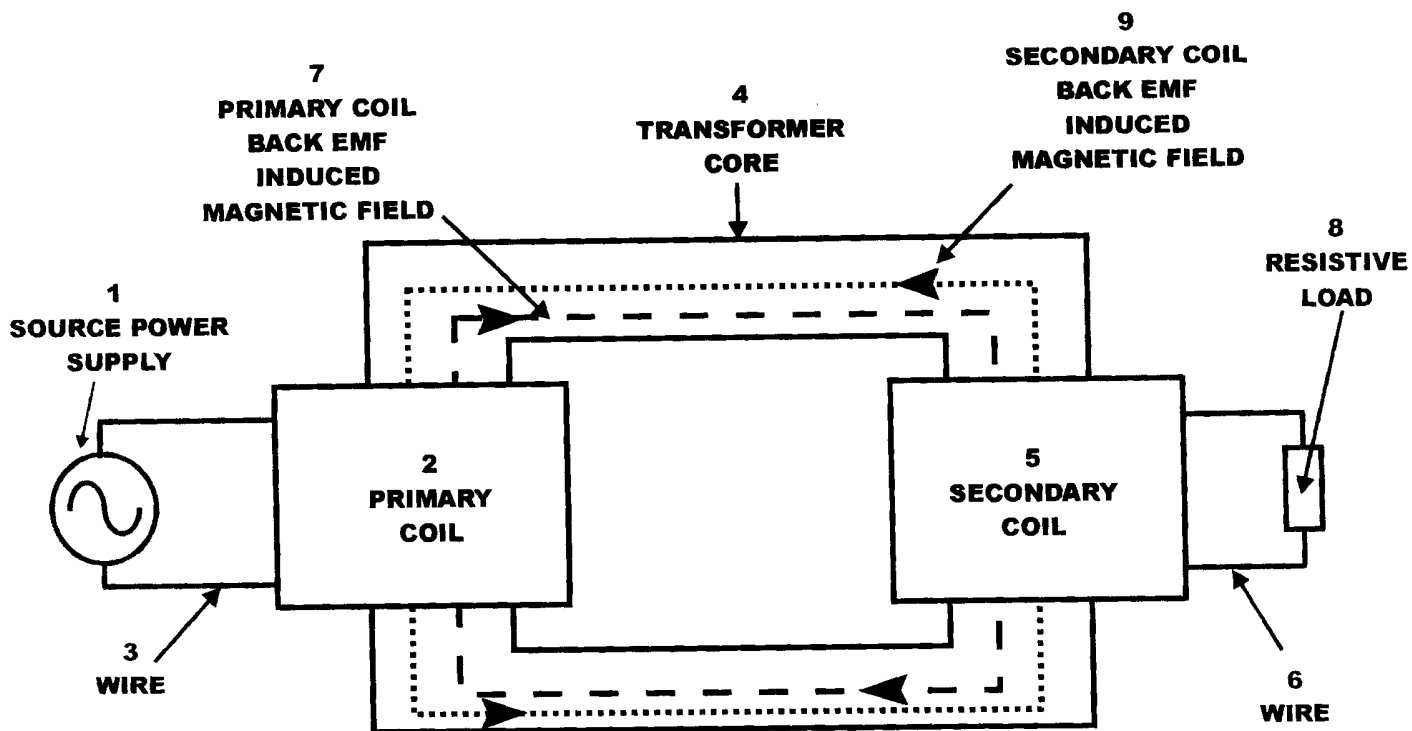 7
PRIMARY COIL
BACK EMF
INDUCED
MAGNETIC FIELD
4
TRANSFORMER
CORE
9
SECONDARY COIL
BACK EMF
INDUCED
MAGNETIC FIELD
8
RESISTIVE
LOAD
1
SOURCE POWER
SUPPLY
2
PRIMARY
COIL
5
SECONDARY
COIL
3
WIRE
6
WIRE